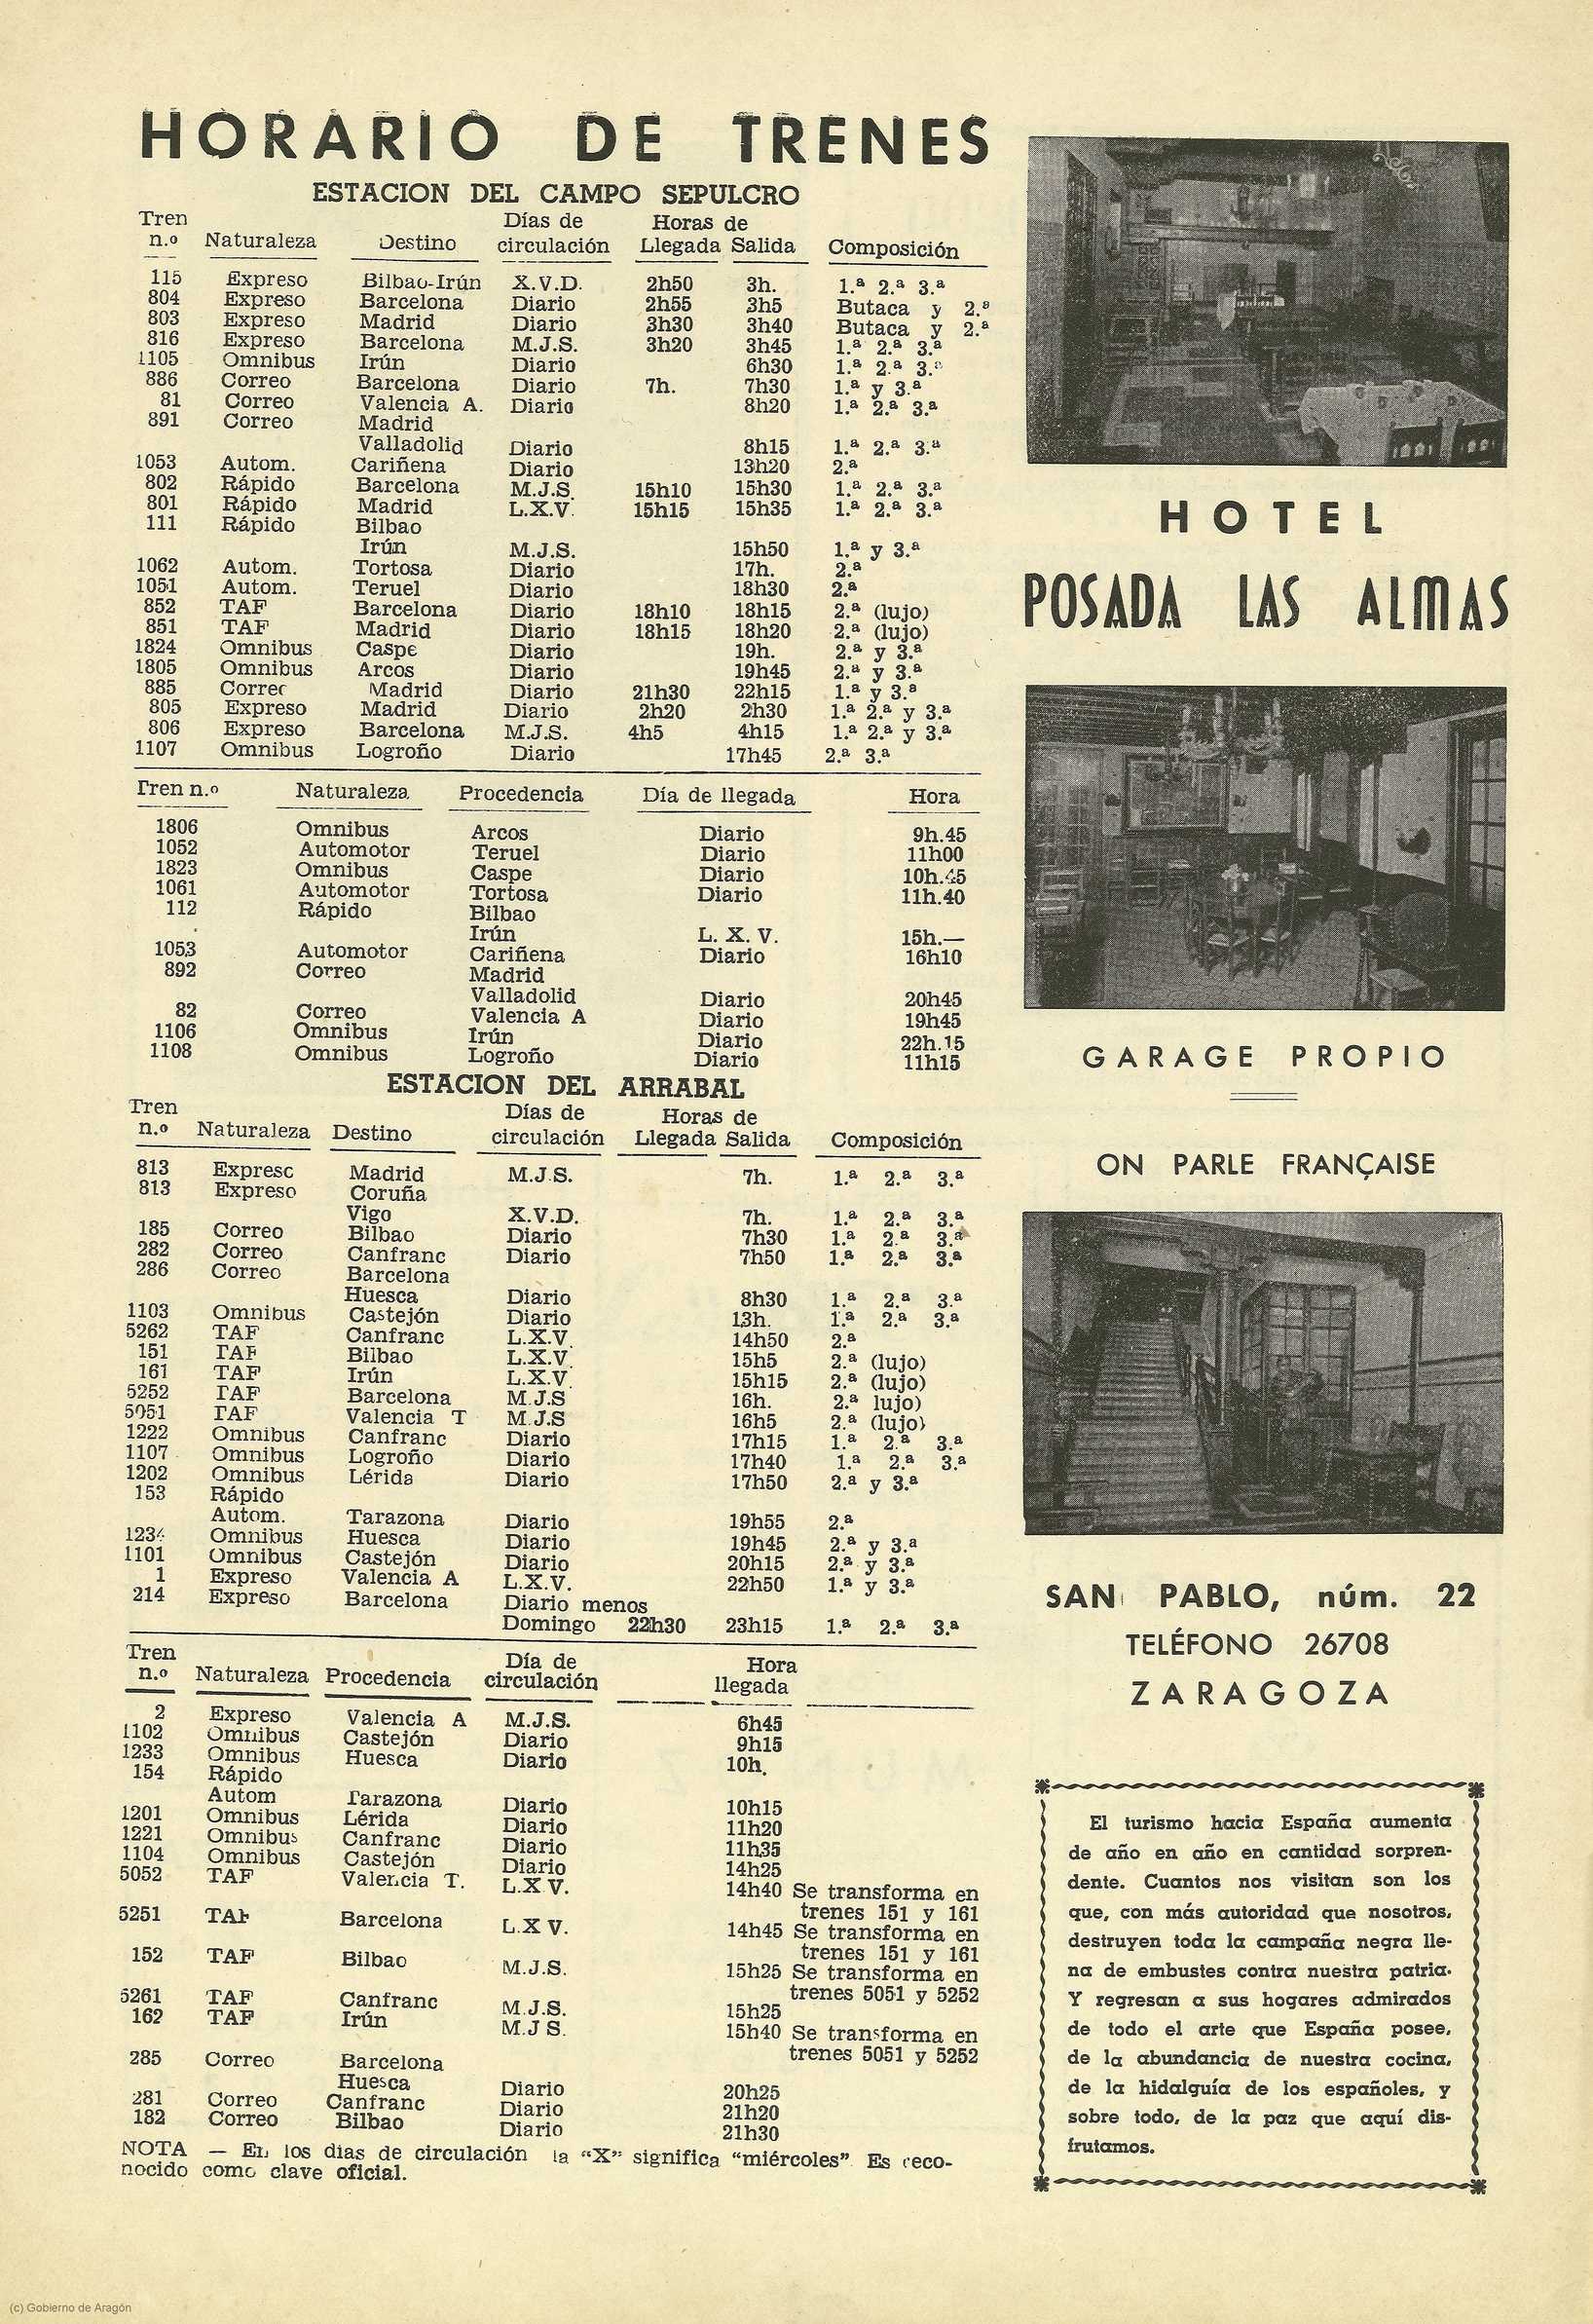 HORARIO DE TRENES
ESTACION DEL CAMPO SEPULCRO
Tren n.º Naturaleza Destino Días de circulación Horas de Llegada Salida Composición
115 Expreso Bilbao-Irún X.V.D. 2h50 3h. 1.ª 2.ª 3.ª
804 Expreso Barcelona Diario 2h55 3h5 Butaca y 2.ª
803 Expreso Madrid Diario 3h30 3h40 Butaca y 2.ª
816 Expreso Barcelona M.J.S. 3h20 3h45 1.ª 2.ª 3.ª
1105 Omnibus Irún Diario 6h30 1.ª 2.ª 3.ª
886 Correo Barcelona Diario 7h. 7h30 1.ª y 3.ª
81 Correo Valencia A. Diario 8h20 1.ª 2.ª 3.ª
891 Correo Madrid
Valladolid Diario 8h15 1.ª 2.ª 3.ª
1053 Autom. Cariñena Diario 13h20 2.ª
802 Rápido Barcelona M.J.S. 15h10 15h30 1.ª 2.ª 3.ª
801 Rápido Madrid L.X.V. 15h15 15h35 1.ª 2.ª 3.ª
111 Rápido Bilbao
Irún M.J.S. 15h50 1.ª y 3.ª
1062 Autom. Tortosa Diario 17h. 2.ª
1051 Autom. Teruel Diario 18h30 2.ª
852 TAF Barcelona Diario 18h10 18h15 2.ª (lujo)
851 TAF Madrid Diario 18h15 18h20 2.ª (lujo)
1824 Omnibus Caspe Diario 19h. 2.ª y 3.ª
1805 Omnibus Arcos Diario 19h45 2.ª y 3.ª
885 Correo Madrid Diario 21h30 22h15 1.ª y 3.ª
805 Expreso Madrid Diario 2h20 2h30 1.ª 2.ª y 3.ª
806 Expreso Barcelona M.J.S. 4h5 4h15 1.ª 2.ª y 3.ª
1107 Omnibus Logroño Diario 17h45 2.ª 3.ª
Tren n.º Naturaleza Procedencia Día de llegada Hora
1806 Omnibus Arcos Diario 9h.45
1052 Automotor Teruel Diario 11h00
1823 Omnibus Caspe Diario 10h.45
1061 Automotor Tortosa Diario 11h.40
112 Rápido Bilbao
Irún L. X. V. 15h.—
1053 Automotor Cariñena Diario 16h10
892 Correo Madrid
Valladolid Diario 20h45
82 Correo Valencia A Diario 19h45
1106 Omnibus Irún Diario 22h.15
1108 Omnibus Logroño Diario 11h15
ESTACION DEL ARRABAL
Tren n.º Naturaleza Destino Días de circulación Horas de Llegada Salida Composición
813 Expreso Madrid M.J.S. 7h. 1.ª 2.ª 3.ª
813 Expreso Coruña
Vigo X.V.D. 7h. 1.ª 2.ª 3.ª
185 Correo Bilbao Diario 7h30 1.ª 2.ª 3.ª
282 Correo Canfranc Diario 7h50 1.ª 2.ª 3.ª
286 Correo Barcelona
Huesca Diario 8h30 1.ª 2.ª 3.ª
1103 Omnibus Castejón Diario 13h. 1.ª 2.ª 3.ª
5262 TAF Canfranc L.X.V. 14h50 2.ª
151 TAF Bilbao L.X.V. 15h5 2.ª (lujo)
161 TAF Irún L.X.V. 15h15 2.ª (lujo)
5252 TAF Barcelona M.J.S 16h. 2.ª lujo)
5051 TAF Valencia T M.J.S 16h5 2.ª (lujo)
1222 Omnibus Canfranc Diario 17h15 1.ª 2.ª 3.ª
1107 Omnibus Logroño Diario 17h40 1.ª 2.ª 3.ª
1202 Omnibus Lérida Diario 17h50 2.ª y 3.ª
153 Rápido
Autom. Tarazona Diario 19h55 2.ª
1234 Omnibus Huesca Diario 19h45 2.ª y 3.ª
1101 Omnibus Castejón Diario 20h15 2.ª y 3.ª
1 Expreso Valencia A L.X.V. 22h50 1.ª y 3.ª
214 Expreso Barcelona Diario menos
Domingo 22h30 23h15 1.ª 2.ª 3.ª
Tren n.º Naturaleza Procedencia Día de circulación Hora llegada
2 Expreso Valencia A M.J.S. 6h45
1102 Omnibus Castejón Diario 9h15
1233 Omnibus Huesca Diario 10h.
154 Rápido
Autom Tarazona Diario 10h15
1201 Omnibus Lérida Diario 11h20
1221 Omnibus Canfranc Diario 11h35
1104 Omnibus Castejón Diario 14h25
5052 TAF Valencia T. L.X V. 14h40 Se transforma en
trenes 151 y 161
5251 TAF Barcelona L.X V. 14h45 Se transforma en
trenes 151 y 161
152 TAF Bilbao M.J.S. 15h25 Se transforma en
trenes 5051 y 5252
5261 TAF Canfranc M.J.S. 15h25
162 TAF Irún M.J S. 15h40 Se transforma en
trenes 5051 y 5252
285 Correo Barcelona
Huesca Diario 20h25
281 Correo Canfranc Diario 21h20
182 Correo Bilbao Diario 21h30
NOTA — En los dias de circulación la "X" significa "miércoles" Es reco-
nocido como clave oficial.
HOTEL
POSADA LAS ALMAS
GARAGE PROPIO
ON PARLE FRANÇAISE
SAN PABLO, núm. 22
TELÉFONO 26708
ZARAGOZA
El turismo hacia España aumenta
de año en año en cantidad sorpren-
dente. Cuantos nos visitan son los
que, con más autoridad que nosotros,
destruyen toda la campaña negra lle-
na de embustes contra nuestra patria.
Y regresan a sus hogares admirados
de todo el arte que España posee,
de la abundancia de nuestra cocina,
de la hidalguía de los españoles, y
sobre todo, de la paz que aquí dis-
frutamos.
(c) Gobierno de Aragón